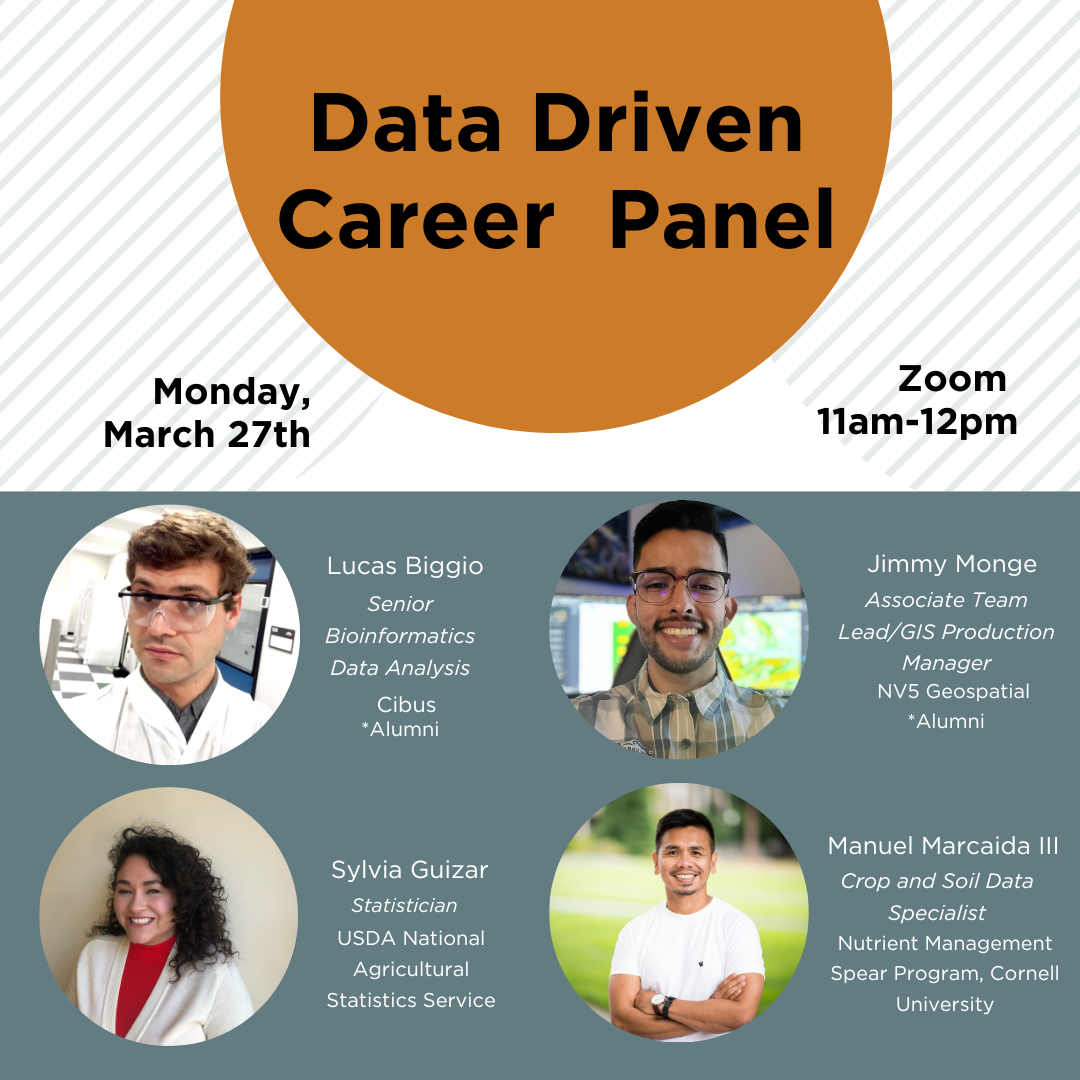 Data Driven
Career Panel
Monday,
March 27th
Zoom
11am-12pm
Lucas Biggio
Senior
Bioinformatics
Data Analysis
Cibus
*Alumni
Jimmy Monge
Associate Team
Lead/GIS Production
Manager
NV5 Geospatial
*Alumni
Sylvia Guizar
Statistician
USDA National
Agricultural
Statistics Service
Manuel Marcaida III
Crop and Soil Data
Specialist
Nutrient Management
Spear Program, Cornell
University